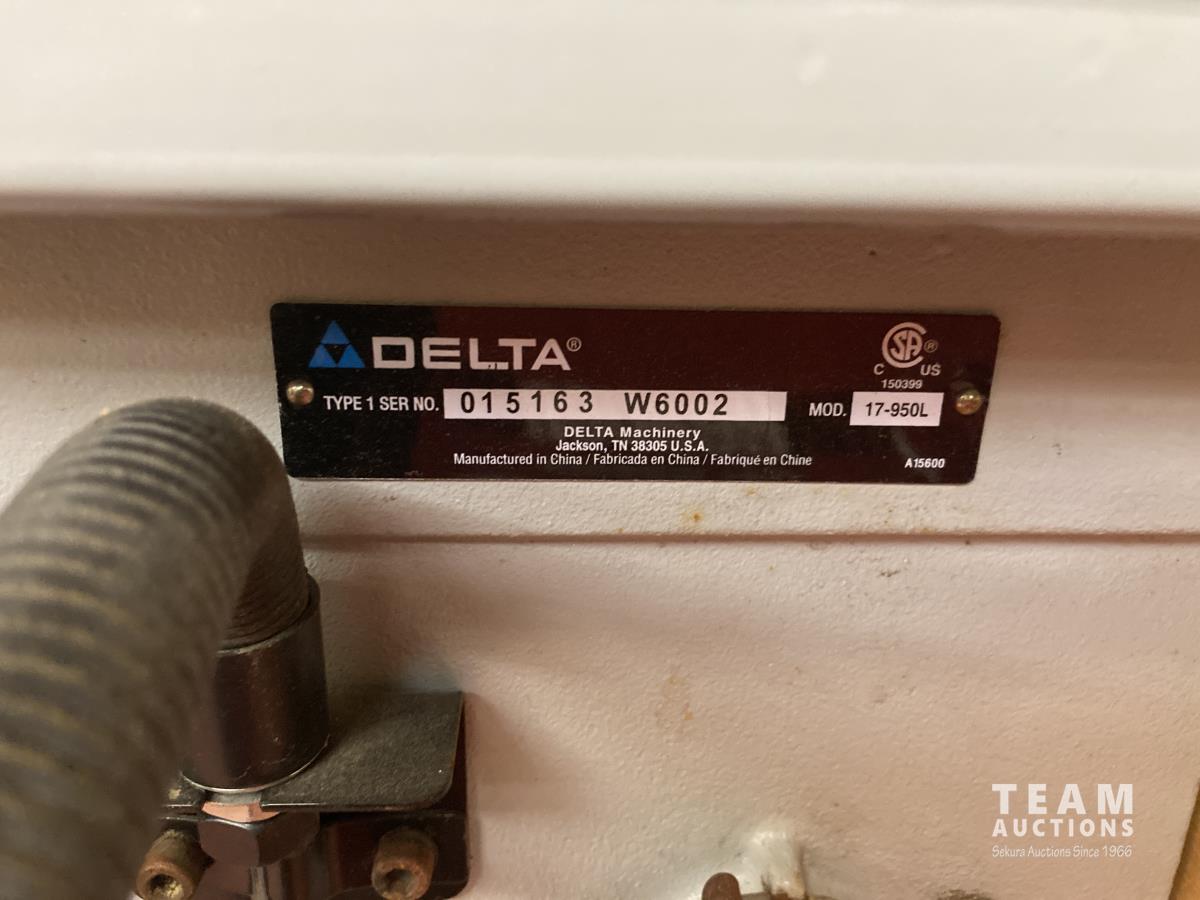 DELTA®
CSA® C US
150399
TYPE 1 SER NO. 015163 W6002 MOD. 17-950L
DELTA Machinery
Jackson, TN 38305 U.S.A.
Manufactured in China / Fabricada en China / Fabriqué en Chine
A15600
TEAM
AUCTIONS
Sekura Auctions Since 1966